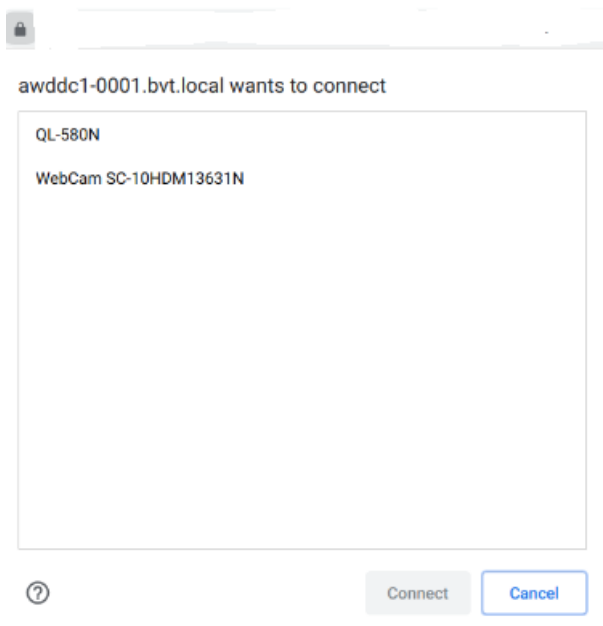 awddc1-0001.bvt.local wants to connect
QL-580N
WebCam SC-10HDM13631N
Connect
Cancel